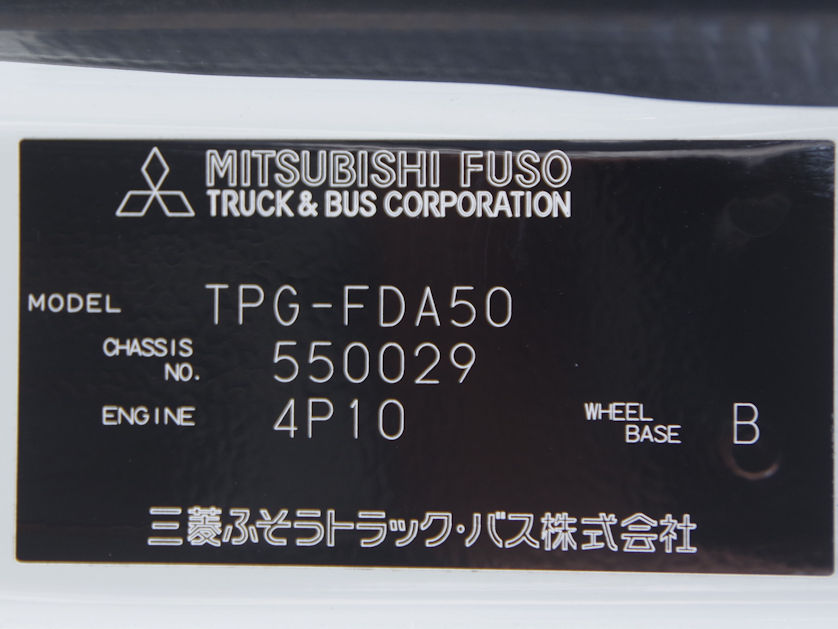 MITSUBISHI FUSO
TRUCK & BUS CORPORATION
MODEL TPG-FDA50
CHASSIS NO. 550029
ENGINE 4P10 WHEEL BASE B
三菱ふそうトラック・バス株式会社